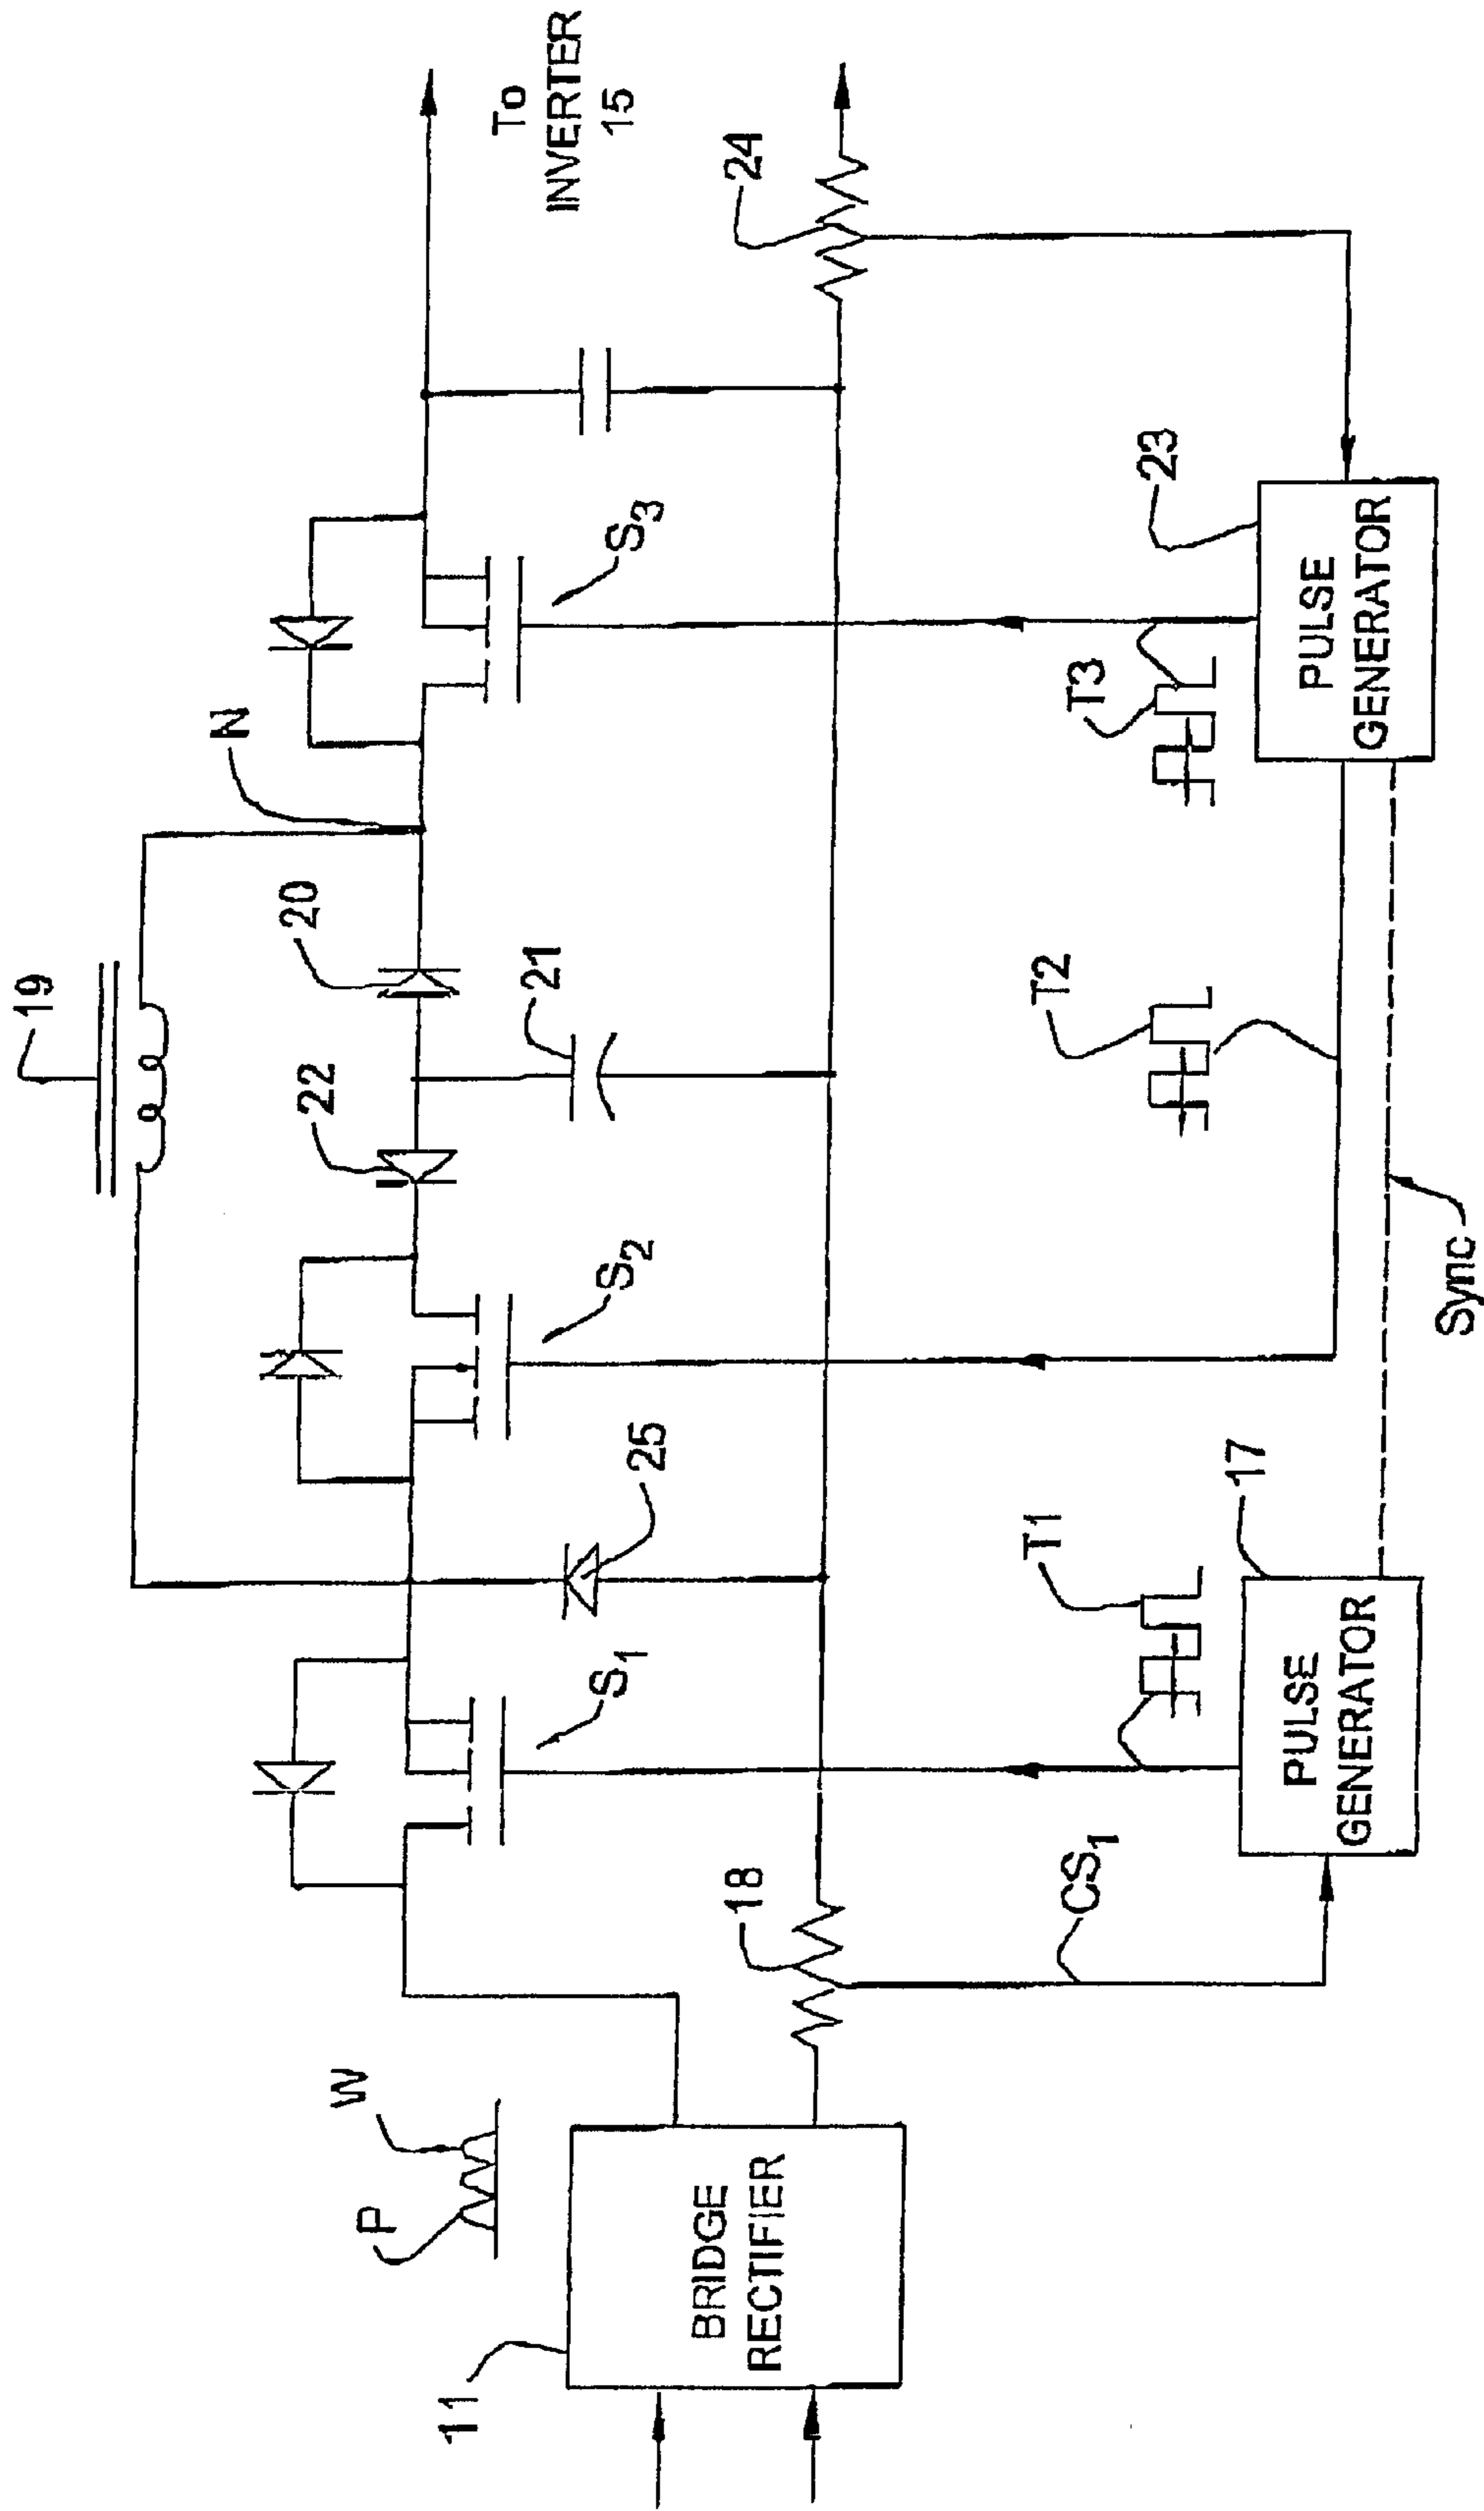 19
N
To
INVERTER
15
22
20
S1
S2
21
S3
24
25
W
P
11
BRIDGE
RECTIFIER
18
CS1
T1
17
PULSE
GENERATOR
T2
T3
23
PULSE
GENERATOR
Sync